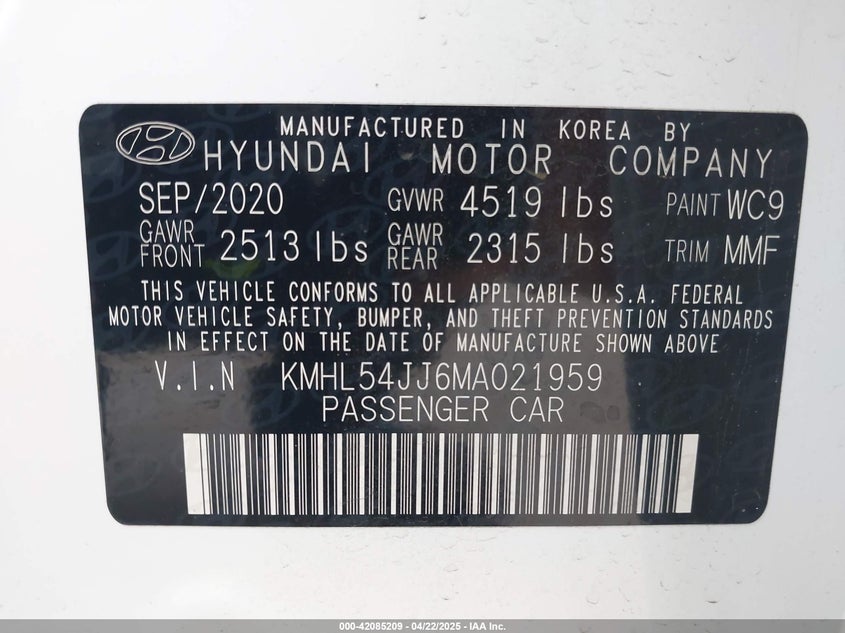 MANUFACTURED IN KOREA BY
HYUNDAI MOTOR COMPANY
SEP/2020 GVWR 4519 lbs PAINT WC9
GAWR FRONT 2513 lbs GAWR REAR 2315 lbs TRIM MMF
THIS VEHICLE CONFORMS TO ALL APPLICABLE U.S.A. FEDERAL
MOTOR VEHICLE SAFETY, BUMPER, AND THEFT PREVENTION STANDARDS
IN EFFECT ON THE DATE OF MANUFACTURE SHOWN ABOVE
V.I.N KMHL54JJ6MA021959
PASSENGER CAR
000-42085209 - 04/22/2025 - IAA Inc.